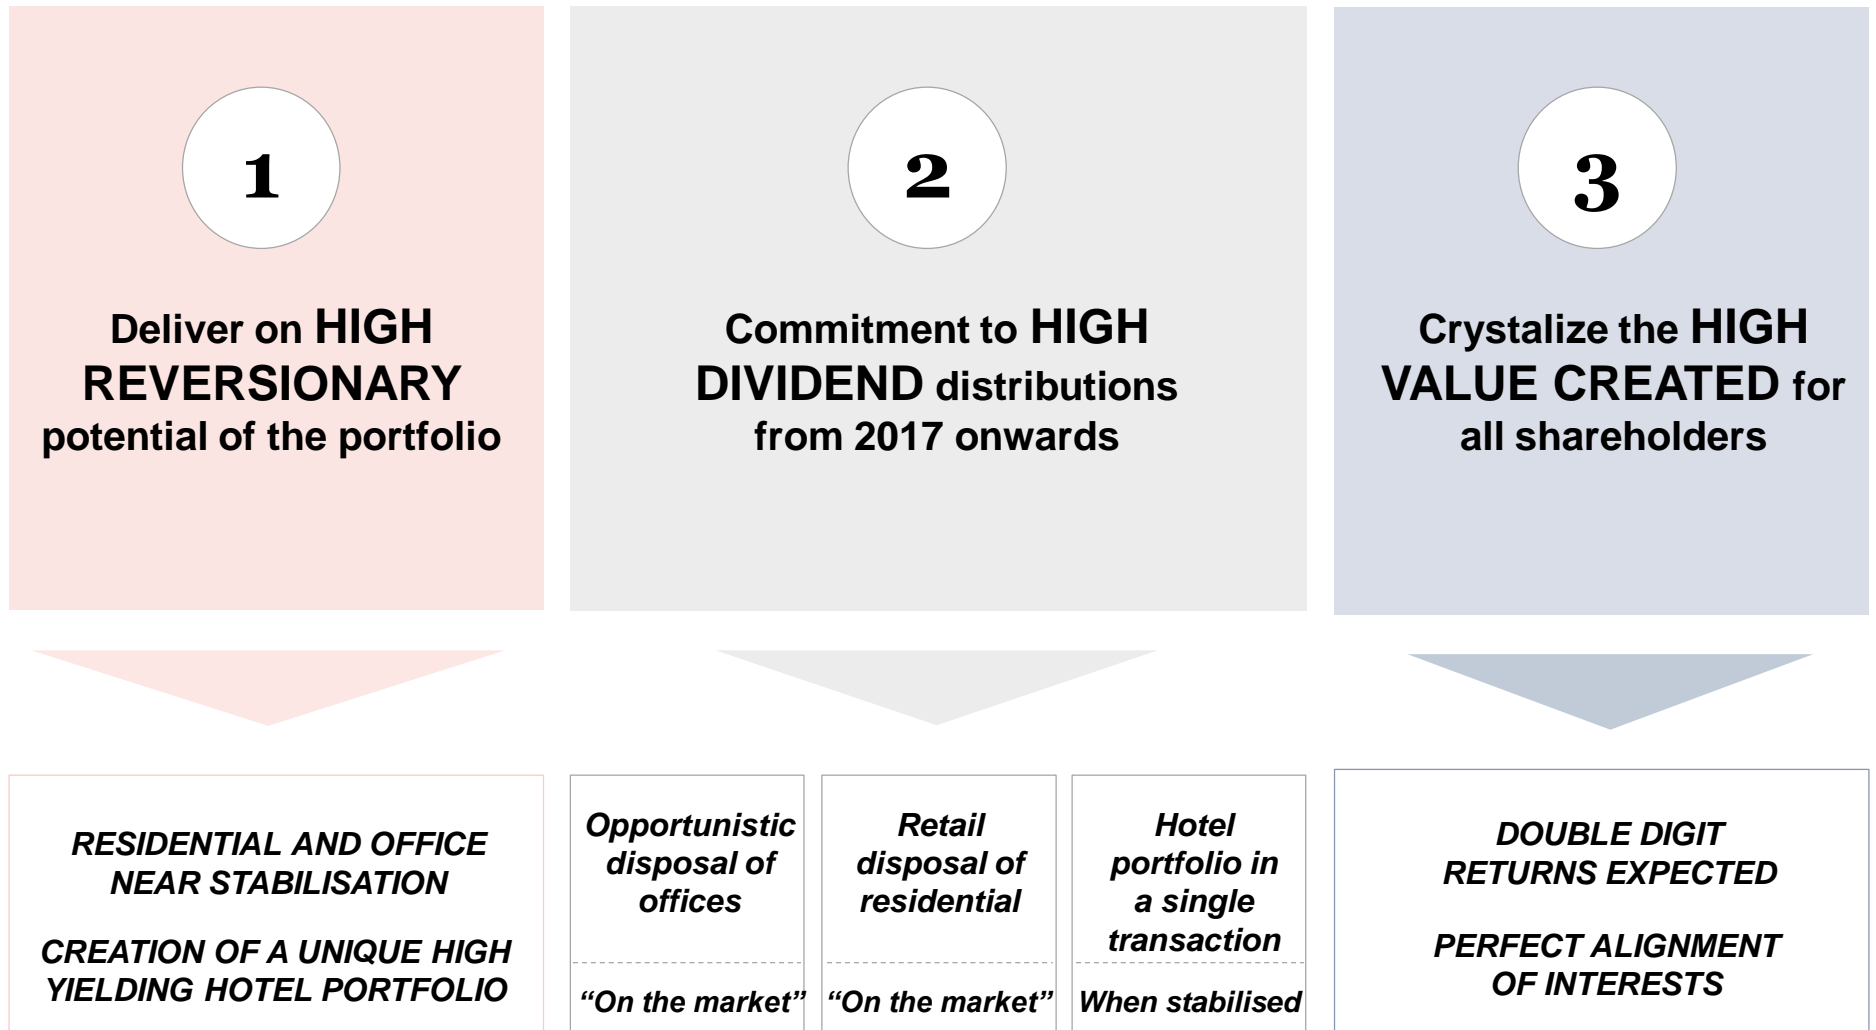 1
Deliver on HIGH
REVERSIONARY
potential of the portfolio
2
Commitment to HIGH
DIVIDEND distributions
from 2017 onwards
3
Crystalize the HIGH
VALUE CREATED for
all shareholders
RESIDENTIAL AND OFFICE
NEAR STABILISATION
CREATION OF A UNIQUE HIGH
YIELDING HOTEL PORTFOLIO
Opportunistic
disposal of
offices
“On the market”
Retail
disposal of
residential
“On the market”
Hotel
portfolio in
a single
transaction
When stabilised
DOUBLE DIGIT
RETURNS EXPECTED
PERFECT ALIGNMENT
OF INTERESTS